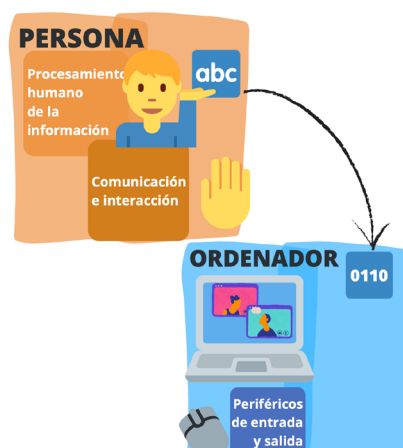 PERSONA
Procesamiento
humano
de la
información
abc
Comunicación
e interacción
ORDENADOR
0110
Periféricos
de entrada
y salida